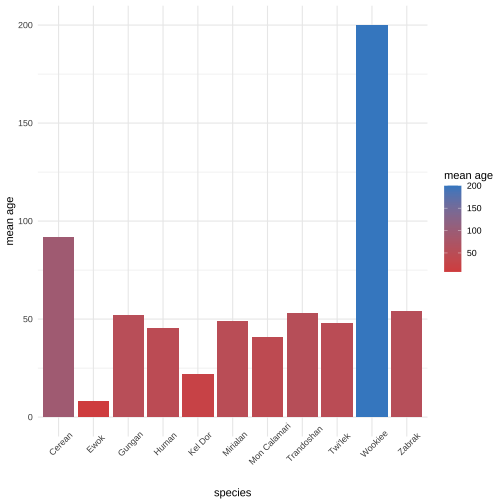 200
150
100
50
0
mean age
Cerean
Ewok
Gungan
Human
Kel Dor
Mirialan
Mon Calamari
Trandoshan
Twi'lek
Wookiee
Zabrak
species
mean age
200
150
100
50